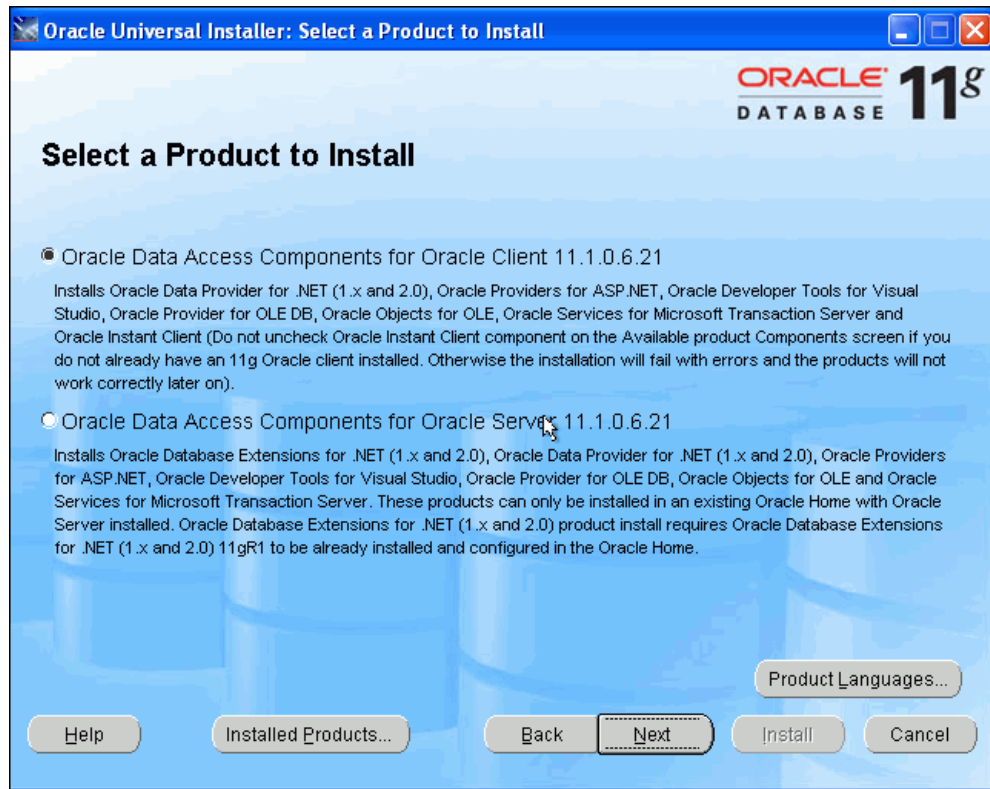 Oracle Universal Installer: Select a Product to Install
ORACLE 11g
DATABASE
Select a Product to Install
Oracle Data Access Components for Oracle Client 11.1.0.6.21
Installs Oracle Data Provider for .NET (1.x and 2.0), Oracle Providers for ASP.NET, Oracle Developer Tools for Visual
Studio, Oracle Provider for OLE DB, Oracle Objects for OLE, Oracle Services for Microsoft Transaction Server and
Oracle Instant Client (Do not uncheck Oracle Instant Client component on the Available product Components screen if you
do not already have an 11g Oracle client installed. Otherwise the installation will fail with errors and the products will not
work correctly later on).
Oracle Data Access Components for Oracle Server 11.1.0.6.21
Installs Oracle Database Extensions for .NET (1.x and 2.0), Oracle Data Provider for .NET (1.x and 2.0), Oracle Providers
for ASP.NET, Oracle Developer Tools for Visual Studio, Oracle Provider for OLE DB, Oracle Objects for OLE and Oracle
Services for Microsoft Transaction Server. These products can only be installed in an existing Oracle Home with Oracle
Server installed. Oracle Database Extensions for .NET (1.x and 2.0) product install requires Oracle Database Extensions
for .NET (1.x and 2.0) 11gR1 to be already installed and configured in the Oracle Home.
Product Languages...
Help Installed Products... Back Next Install Cancel